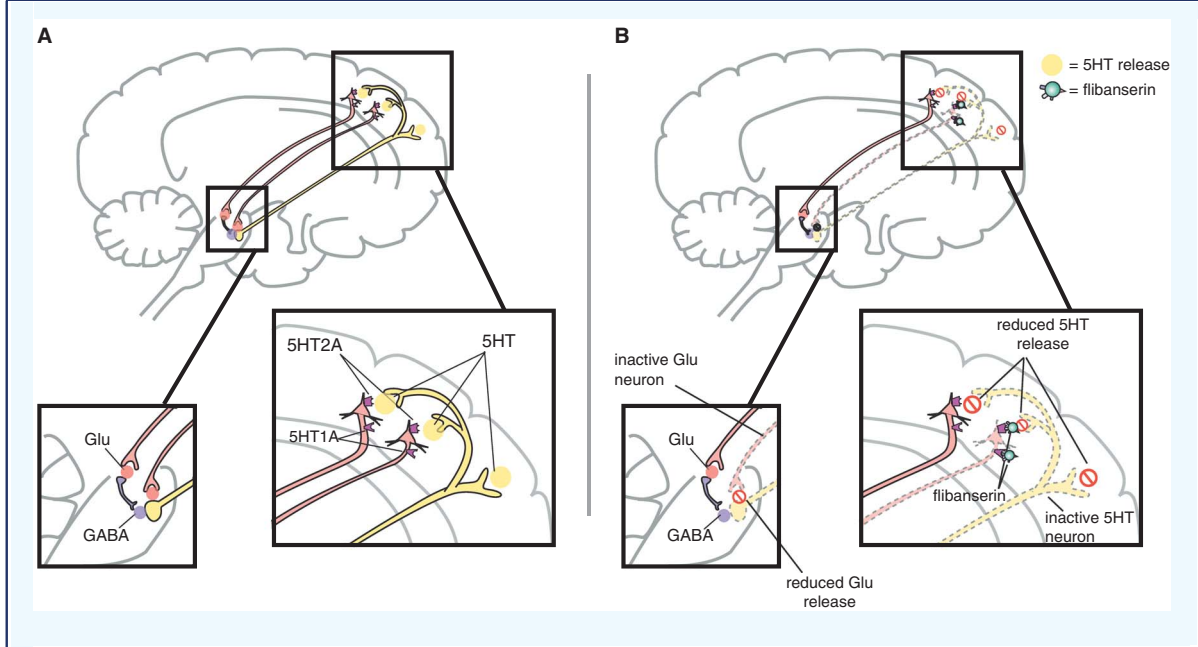 A
5HT2A
5HT
5HT1A
Glu
GABA
B
= 5HT release
= flibanserin
inactive Glu
neuron
reduced 5HT
release
Glu
GABA
flibanserin
inactive 5HT
neuron
reduced Glu
release